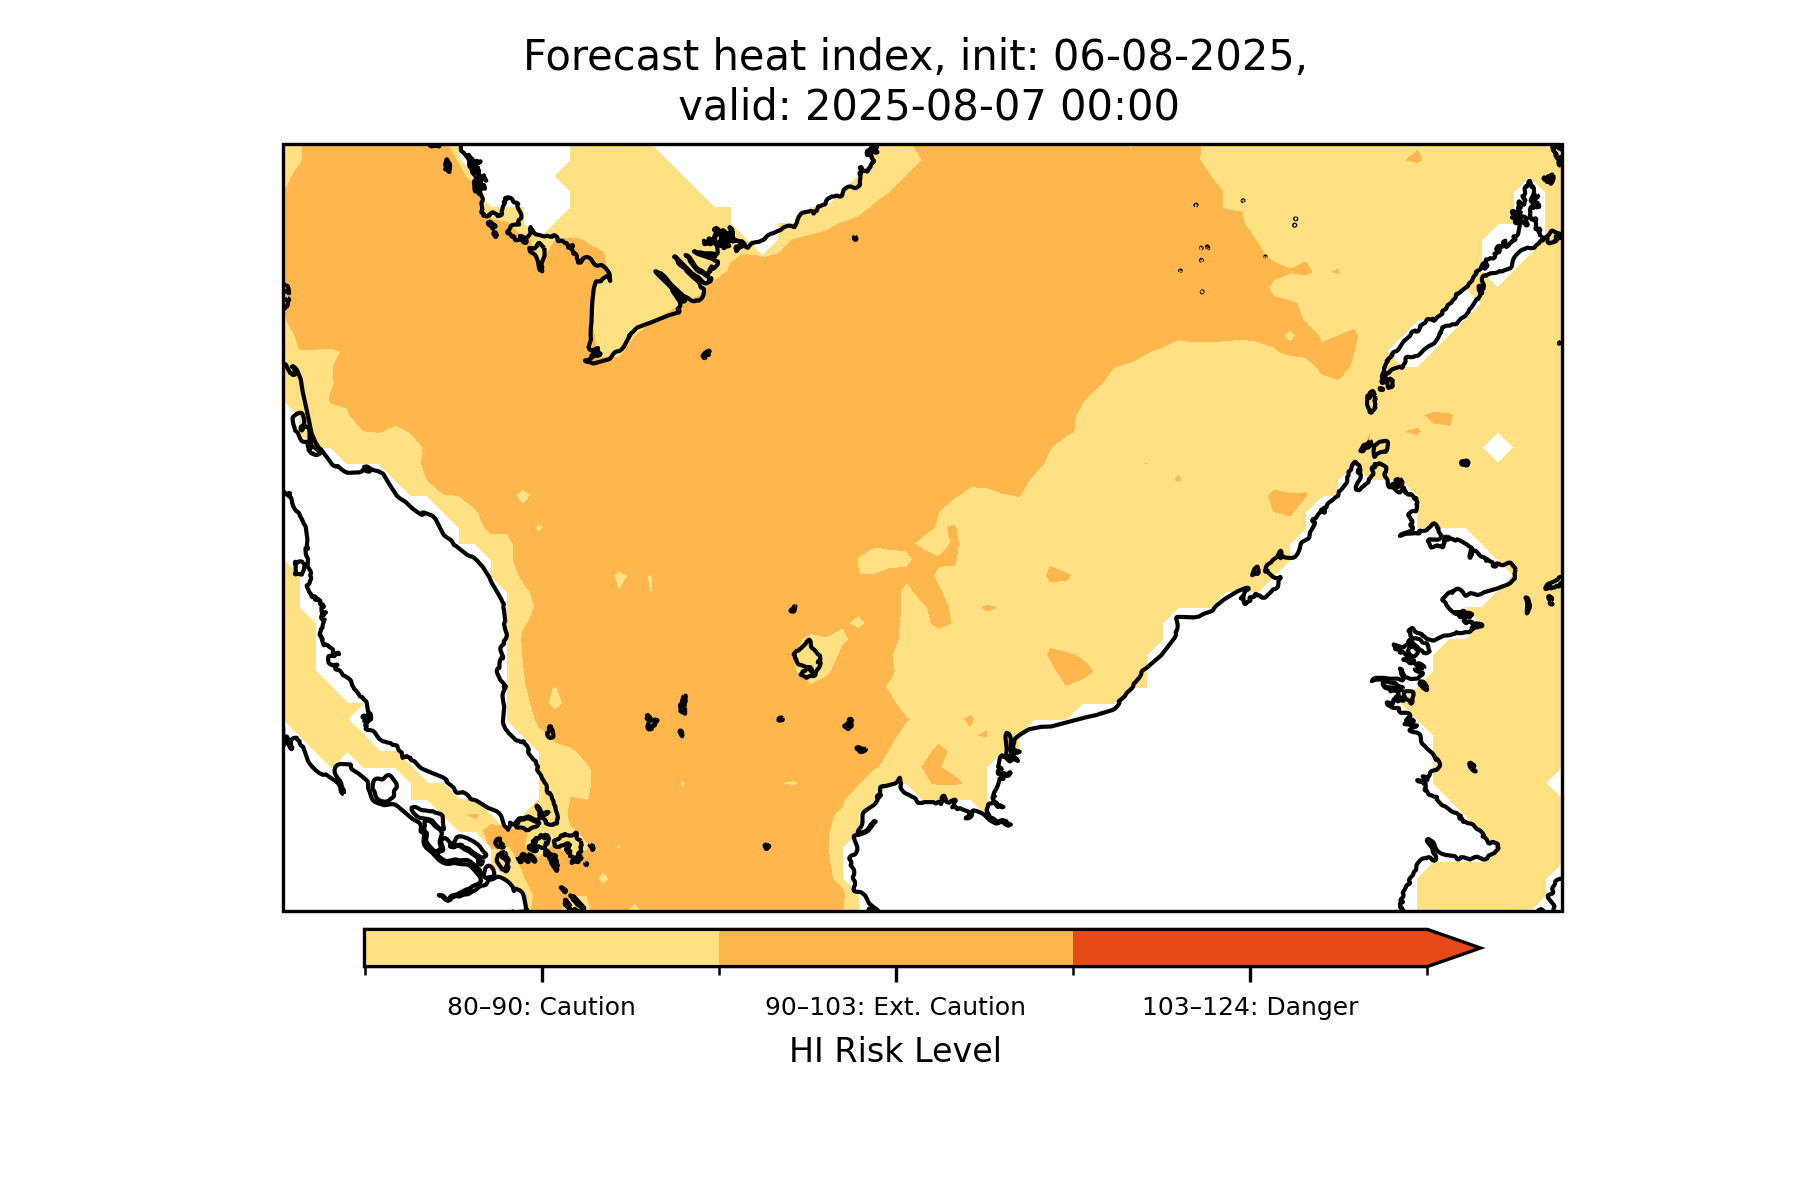 Forecast heat index, init: 06-08-2025,
valid: 2025-08-07 00:00
80–90: Caution
90–103: Ext. Caution
103–124: Danger
HI Risk Level